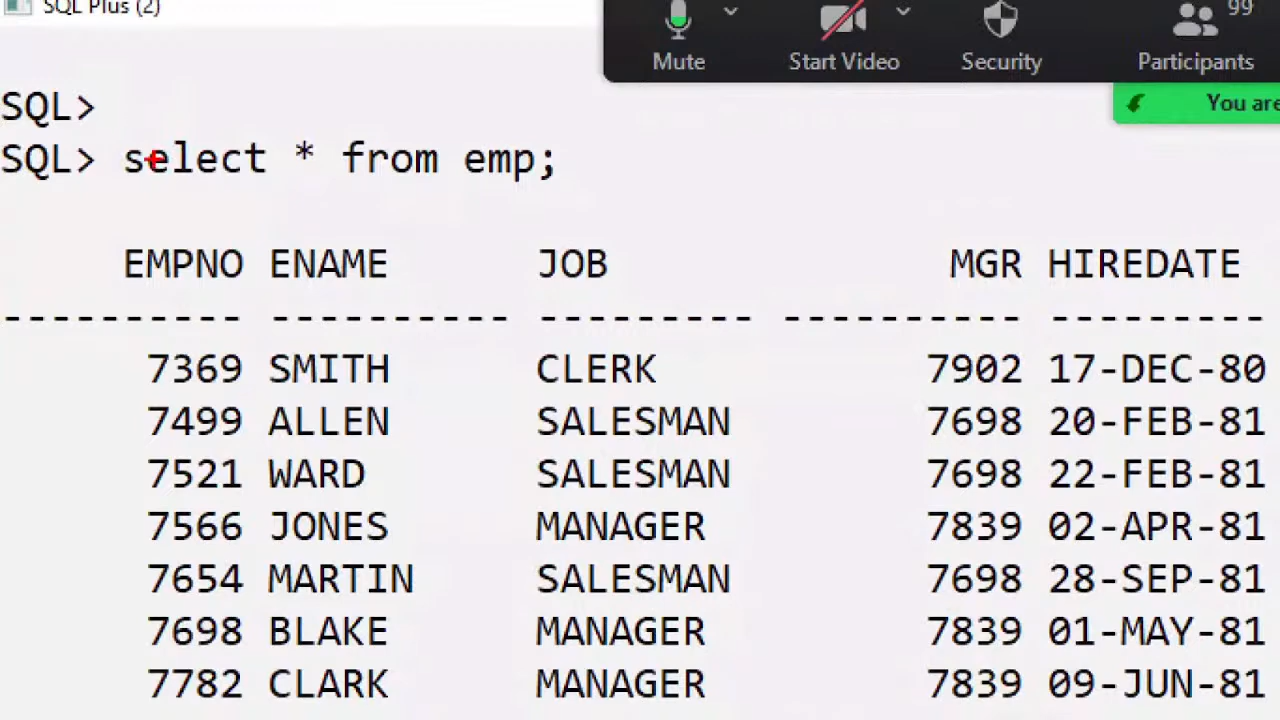 SQL Plus (2)
99
Mute Start Video Security Participants
You are
SQL>
SQL> select * from emp;
EMPNO ENAME JOB MGR HIREDATE
---------- ---------- --------- ---------- ---------
7369 SMITH CLERK 7902 17-DEC-80
7499 ALLEN SALESMAN 7698 20-FEB-81
7521 WARD SALESMAN 7698 22-FEB-81
7566 JONES MANAGER 7839 02-APR-81
7654 MARTIN SALESMAN 7698 28-SEP-81
7698 BLAKE MANAGER 7839 01-MAY-81
7782 CLARK MANAGER 7839 09-JUN-81